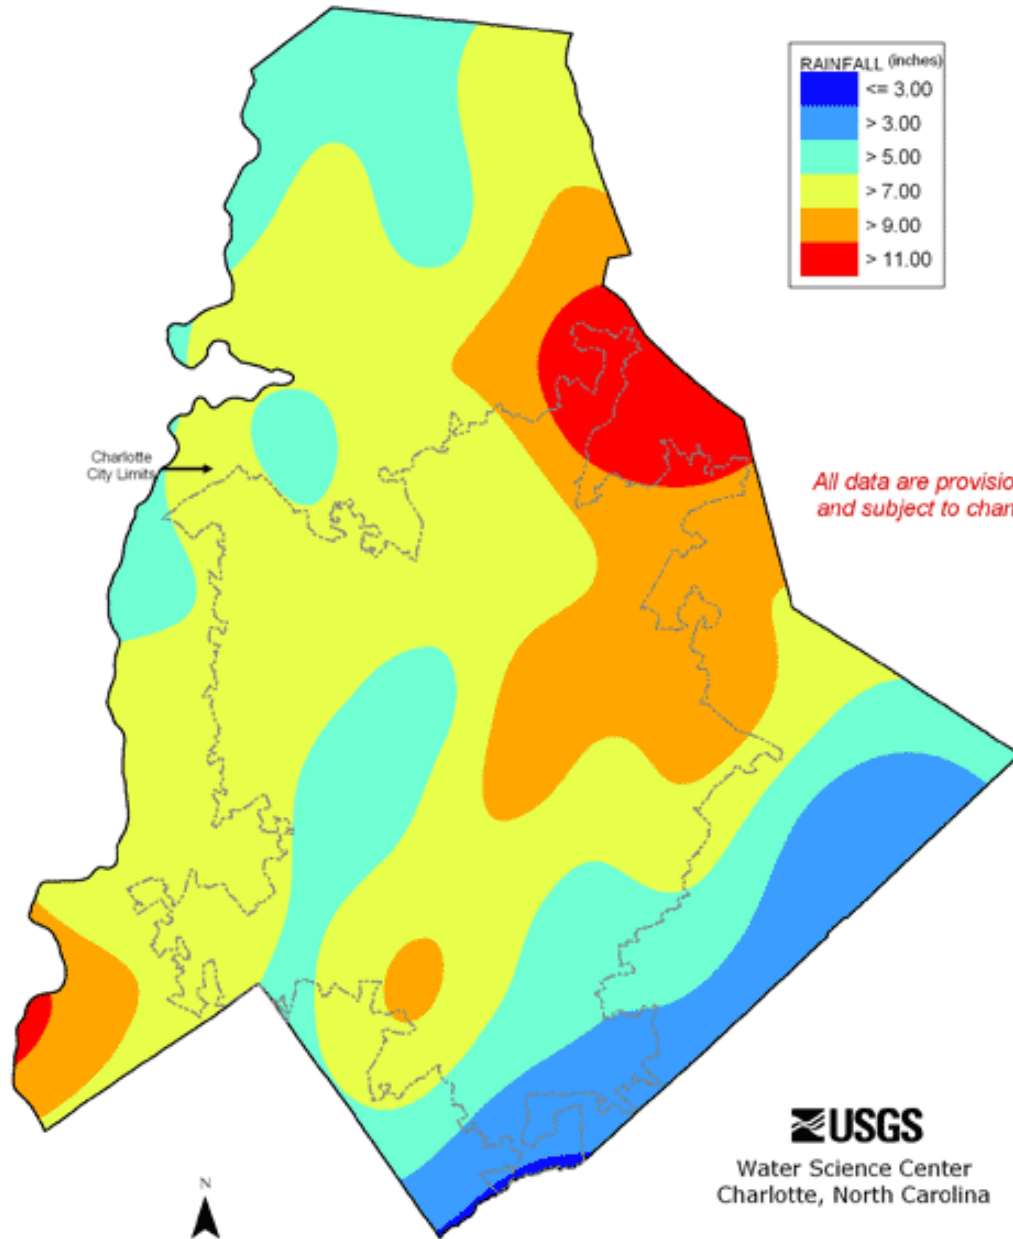 RAINFALL (inches)
<= 3.00
> 3.00
> 5.00
> 7.00
> 9.00
> 11.00
Charlotte
City Limits
All data are provisio
and subject to chan
USGS
Water Science Center
Charlotte, North Carolina
N